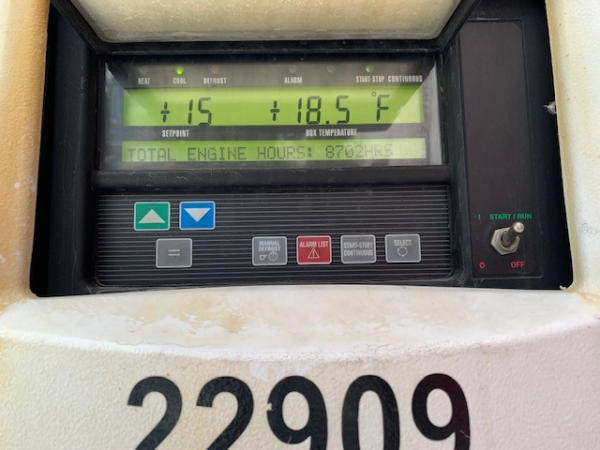 HEAT COOL DEFROST ALARM START-STOP CONTINUOUS
+15 +18.5 °F
SETPOINT BOX TEMPERATURE
TOTAL ENGINE HOURS: 8702HRS
MANUAL DEFROST ALARM LIST START-STOP/ CONTINUOUS SELECT
=
I START/RUN
O OFF
22909